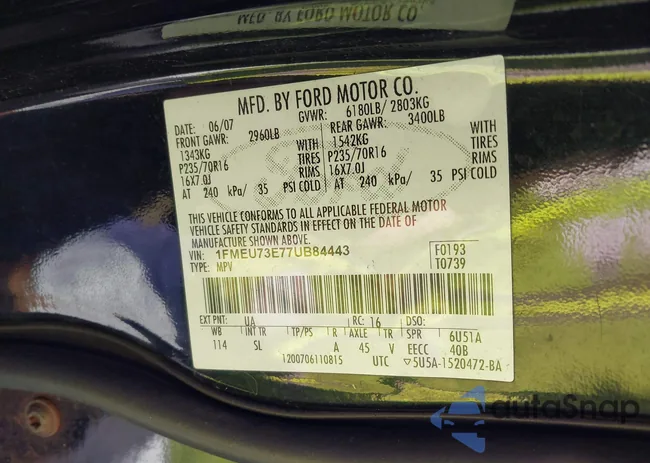 MFD. BY FORD MOTOR CO.
MFD. BY FORD MOTOR CO.
DATE: 06/07 GVWR: 6180LB/ 2803KG
FRONT GAWR: 2960LB REAR GAWR: 3400LB
1343KG WITH 1542KG WITH
P235/70R16 TIRES P235/70R16 TIRES
16X7.0J RIMS 16X7.0J RIMS
AT 240 kPa/ 35 PSI COLD AT 240 kPa/ 35 PSI COLD
THIS VEHICLE CONFORMS TO ALL APPLICABLE FEDERAL MOTOR
VEHICLE SAFETY STANDARDS IN EFFECT ON THE DATE OF
MANUFACTURE SHOWN ABOVE.
VIN: 1FMEU73E77UB84443 F0193
TYPE: MPV T0739
EXT PNT: UA RC: 16 DSO:
WB INT TR TP/PS R AXLE TR SPR 6U51A
114 SL A 45 V EECC 40B
1200706110815 UTC ▽5U5A-1520472-BA
autoSnap